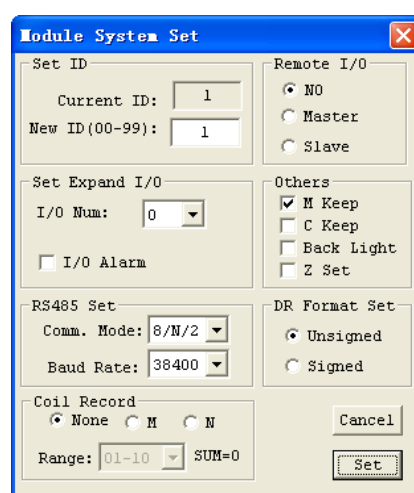 Module System Set
Set ID
Current ID: 1
New ID(00-99): 1
Remote I/O
NO
Master
Slave
Set Expand I/O
I/O Num: 0
I/O Alarm
Others
M Keep
C Keep
Back Light
Z Set
RS485 Set
Comm. Mode: 8/N/2
Baud Rate: 38400
DR Format Set
Unsigned
Signed
Coil Record
None M N
Range: 01-10 SUM=0
Cancel
Set